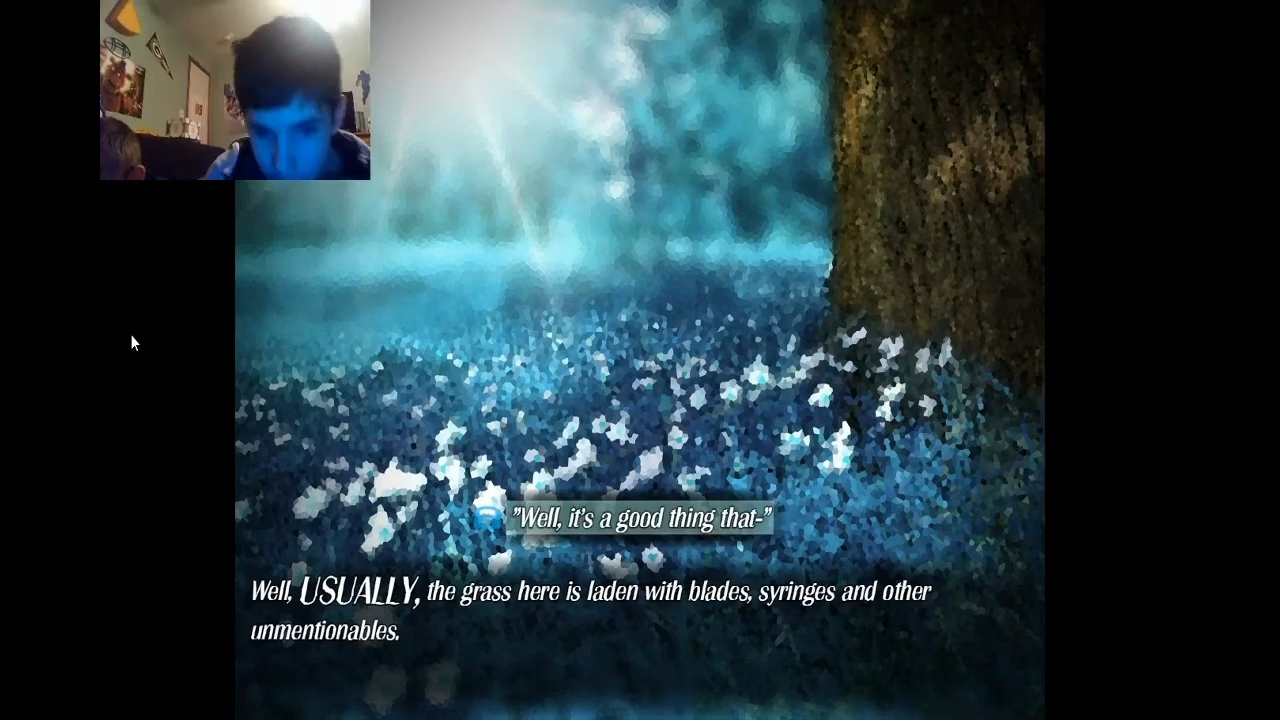 "Well, it's a good thing that-"
Well, USUALLY, the grass here is laden with blades, syringes and other
unmentionables.